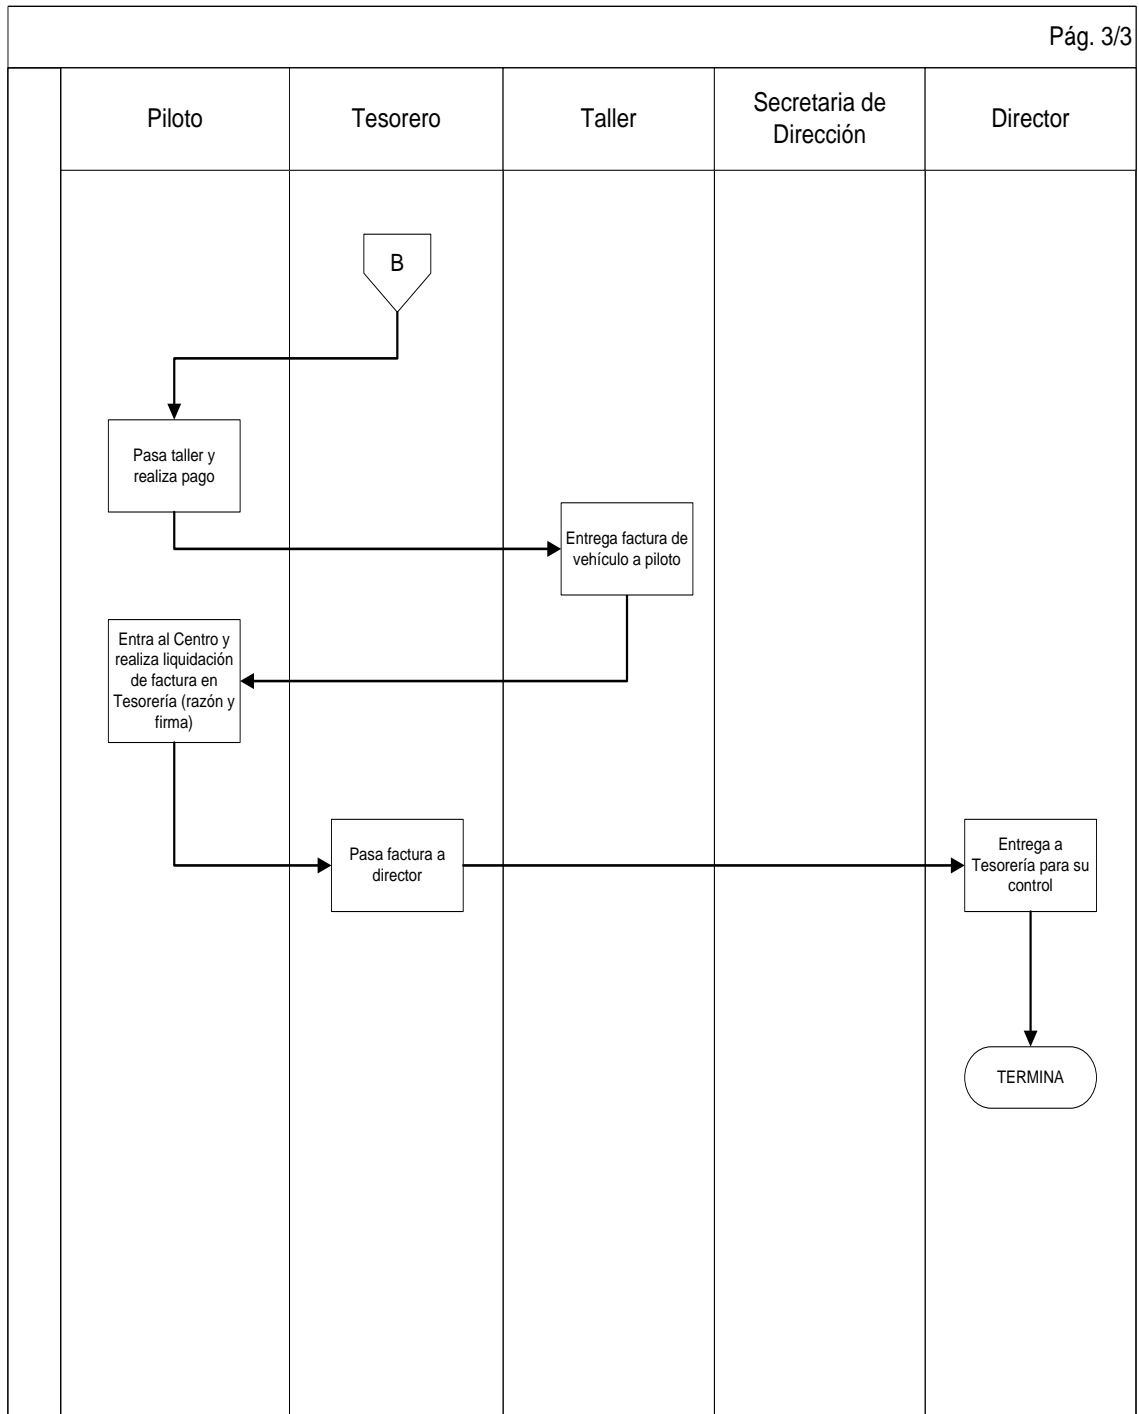 Pág. 3/3
Piloto
Tesorero
Taller
Secretaria de
Dirección
Director
B
Pasa taller y
realiza pago
Entrega factura de
vehículo a piloto
Entra al Centro y
realiza liquidación
de factura en
Tesorería (razón y
firma)
Pasa factura a
director
Entrega a
Tesorería para su
control
TERMINA